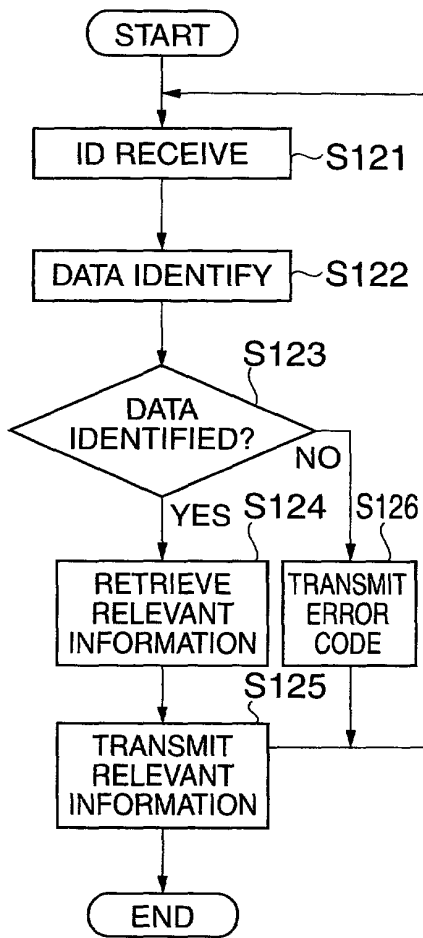 START
ID RECEIVE
S121
DATA IDENTIFY
S122
S123
DATA
IDENTIFIED?
NO
YES
S124
S126
RETRIEVE
RELEVANT
INFORMATION
TRANSMIT
ERROR
CODE
S125
TRANSMIT
RELEVANT
INFORMATION
END